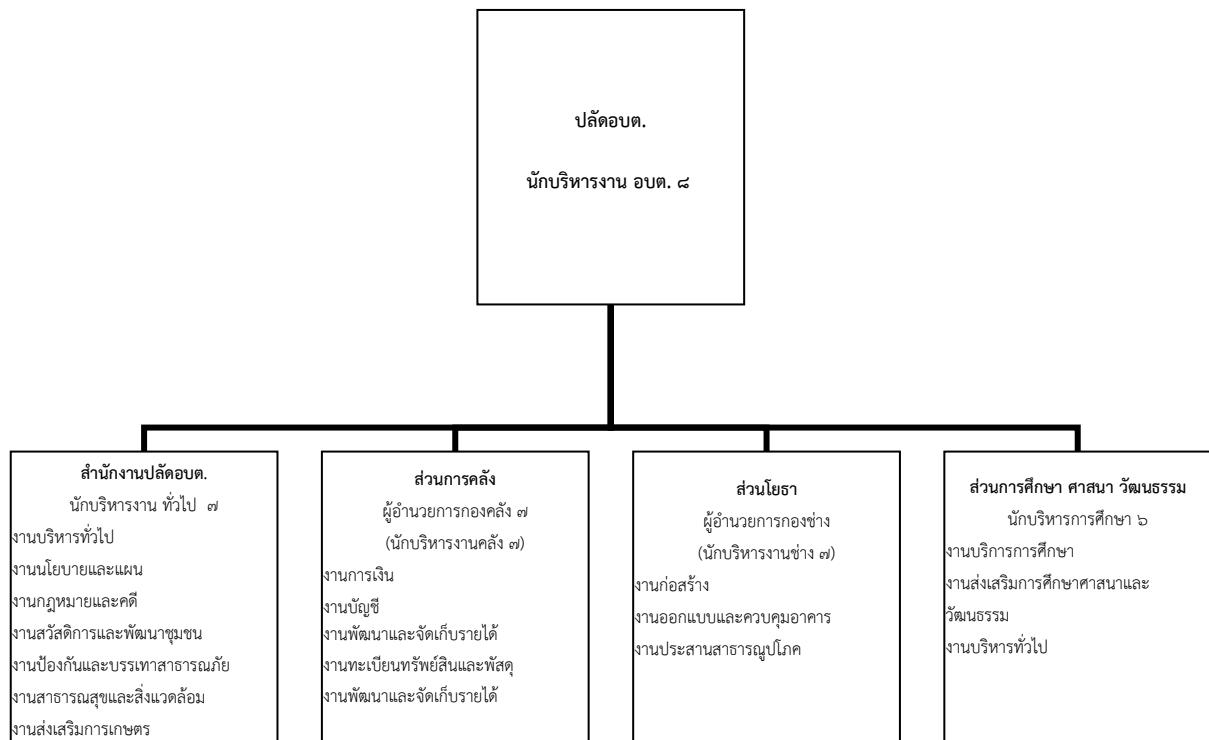 ปลัดอบต.
นักบริหารงาน อบต. ๘
สำนักงานปลัดอบต.
นักบริหารงาน ทั่วไป ๗
งานบริหารทั่วไป
งานนโยบายและแผน
งานกฎหมายและคดี
งานสวัสดิการและพัฒนาชุมชน
งานป้องกันและบรรเทาสาธารณภัย
งานสาธารณสุขและสิ่งแวดล้อม
งานส่งเสริมการเกษตร
ส่วนการคลัง
ผู้อำนวยการกองคลัง ๗
(นักบริหารงานคลัง ๗)
งานการเงิน
งานบัญชี
งานพัฒนาและจัดเก็บรายได้
งานทะเบียนทรัพย์สินและพัสดุ
งานพัฒนาและจัดเก็บรายได้
ส่วนโยธา
ผู้อำนวยการกองช่าง
(นักบริหารงานช่าง ๗)
งานก่อสร้าง
งานออกแบบและควบคุมอาคาร
งานประสานสาธารณูปโภค
ส่วนการศึกษา ศาสนา วัฒนธรรม
นักบริหารการศึกษา ๖
งานบริการการศึกษา
งานส่งเสริมการศึกษาศาสนาและ
วัฒนธรรม
งานบริหารทั่วไป